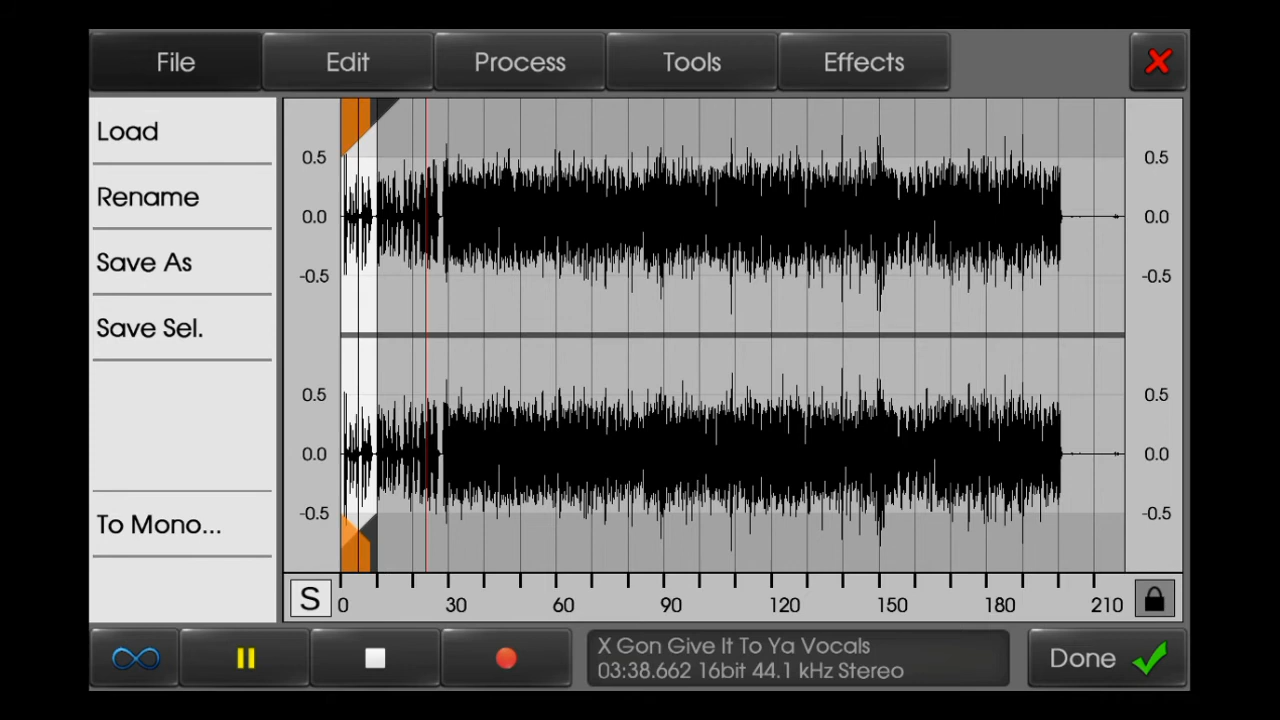 File Edit Process Tools Effects
Load
Rename
Save As
Save Sel.
To Mono...
0.5 0.5
0.0 0.0
-0.5 -0.5
0.5 0.5
0.0 0.0
-0.5 -0.5
S 0 30 60 90 120 150 180 210
X Gon Give It To Ya Vocals
03:38.662 16bit 44.1 kHz Stereo
Done